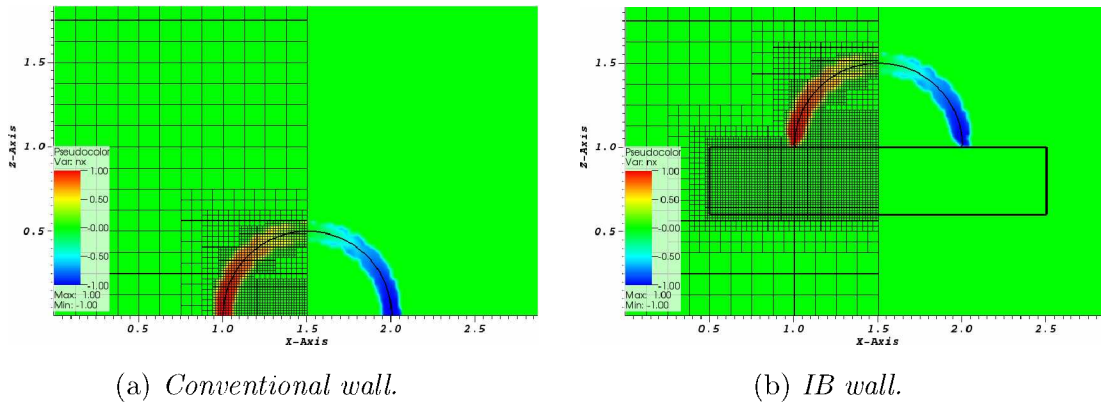 1.5
1.0
0.5
Z-Axis
Pseudocolor
Var: nx
1.00
0.50
-0.00
-0.50
-1.00
Max: 1.00
Min: -1.00
0.5 1.0 1.5 2.0 2.5
X-Axis
(a) Conventional wall.
1.5
1.0
0.5
Z-Axis
Pseudocolor
Var: nx
1.00
0.50
-0.00
-0.50
-1.00
Max: 1.00
Min: -1.00
0.5 1.0 1.5 2.0 2.5
X-Axis
(b) IB wall.